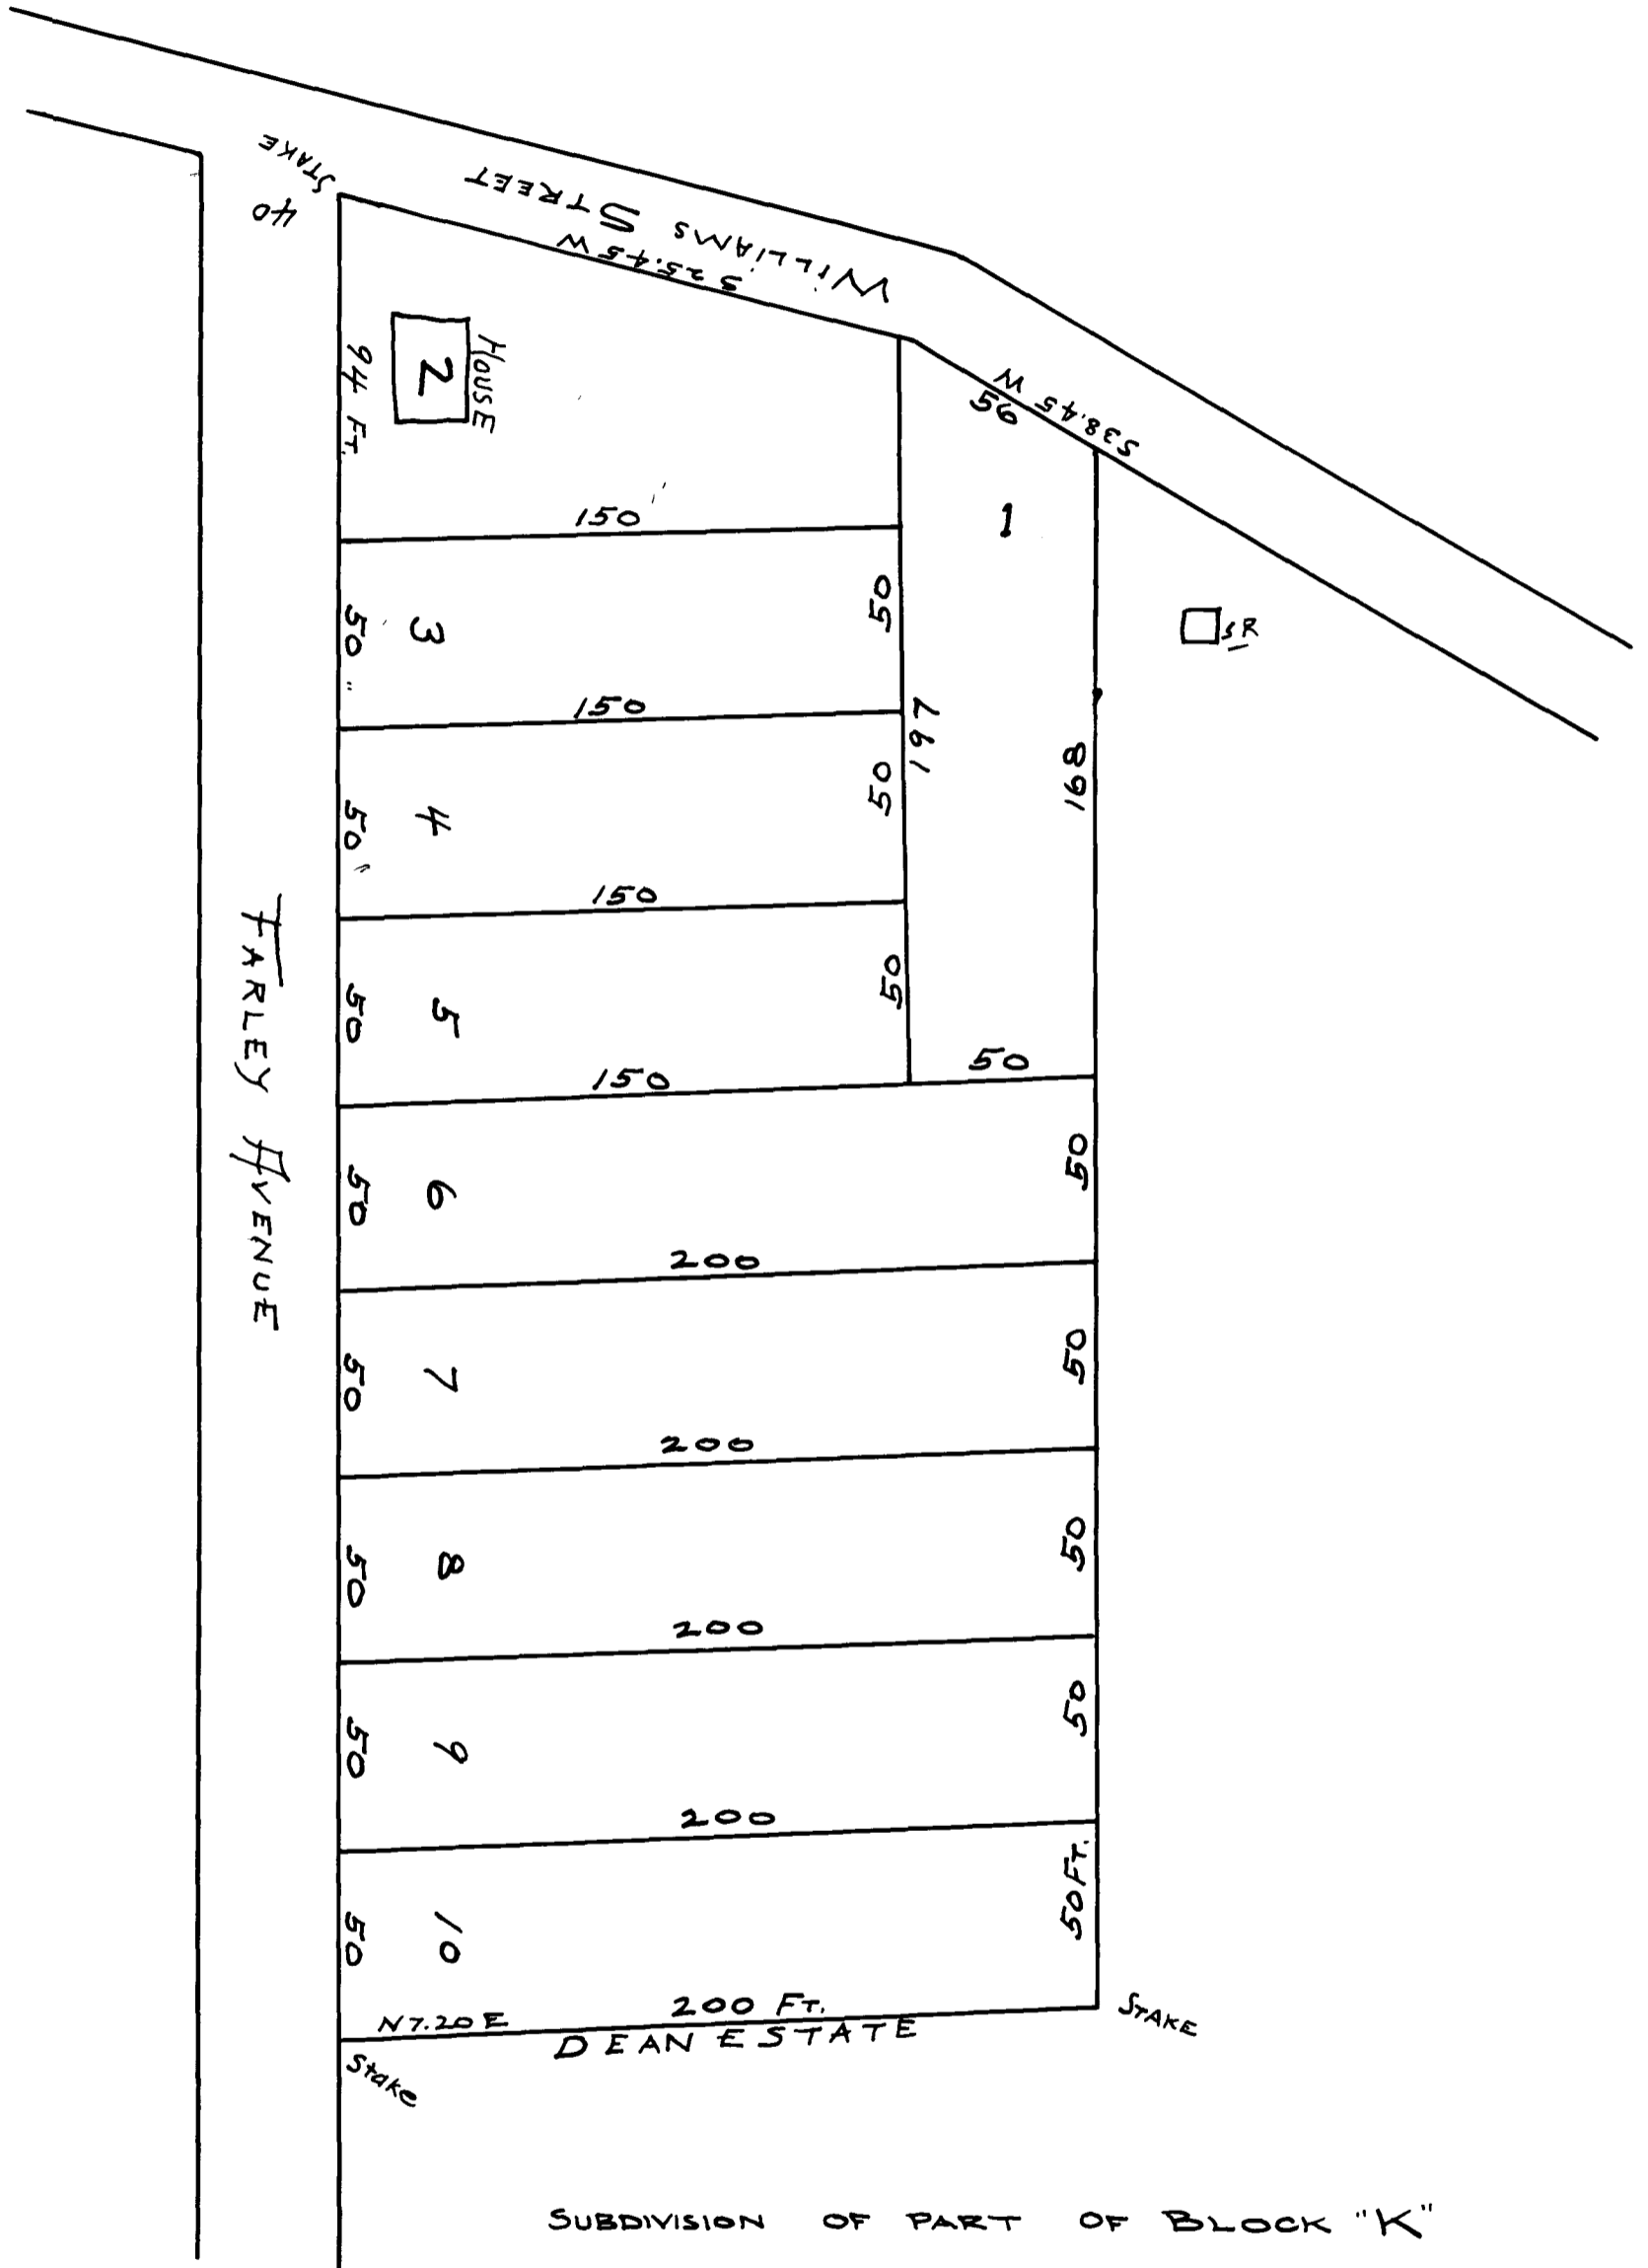 STAKE
40
WILLIAMS STREET
S 25.45 W
S 38.45 W
56
HOUSE
2
94 FT.
1
SR
150
3
50 "
50
150
197
168
4
50 "
50
150
5
50
50
150
50
6
50
50
200
7
50
50
200
8
50
50
200
9
50
50
200
10
50
50 FT.
FARLEY AVENUE
N 7.20 E
200 FT.
DEAN ESTATE
STAKE
Stake
SUBDIVISION OF PART OF BLOCK "K"